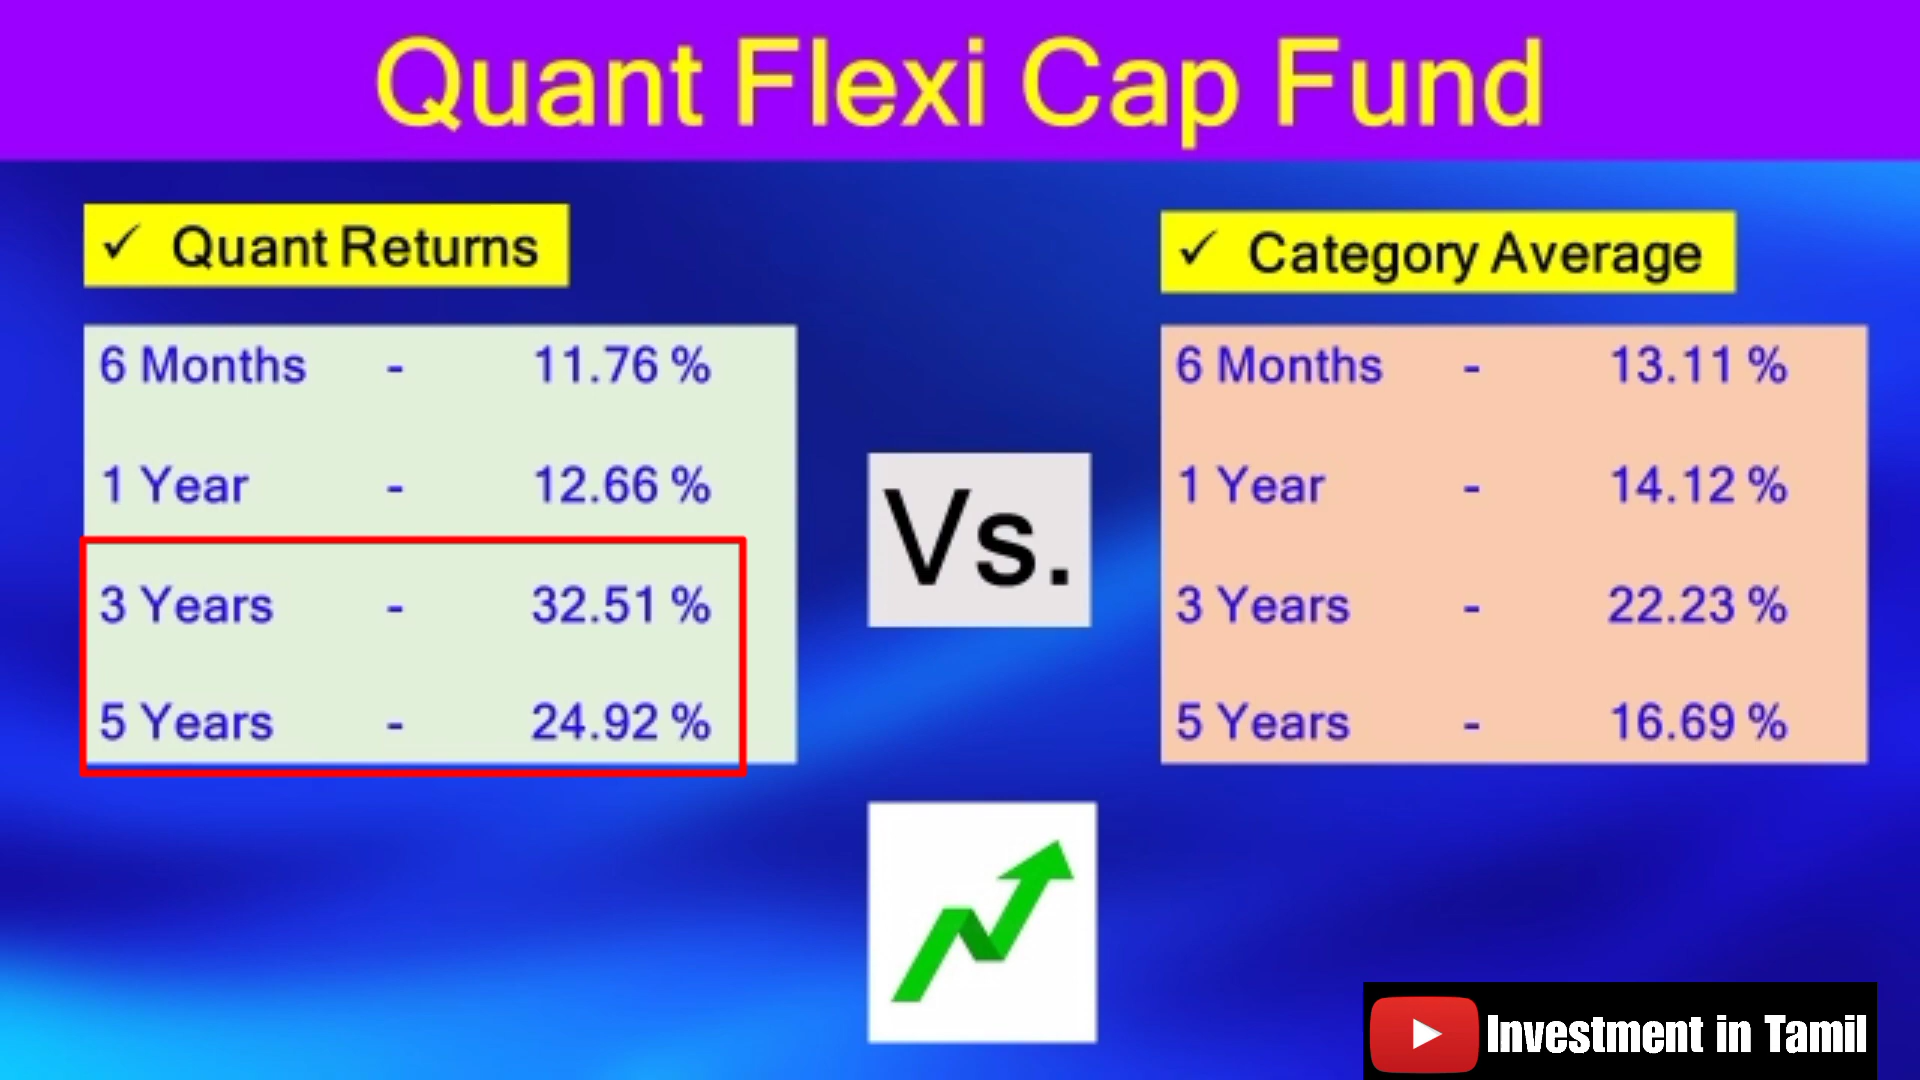 Quant Flexi Cap Fund
✓ Quant Returns
6 Months - 11.76 %
1 Year - 12.66 %
3 Years - 32.51 %
5 Years - 24.92 %
Vs.
✓ Category Average
6 Months - 13.11 %
1 Year - 14.12 %
3 Years - 22.23 %
5 Years - 16.69 %
Investment in Tamil